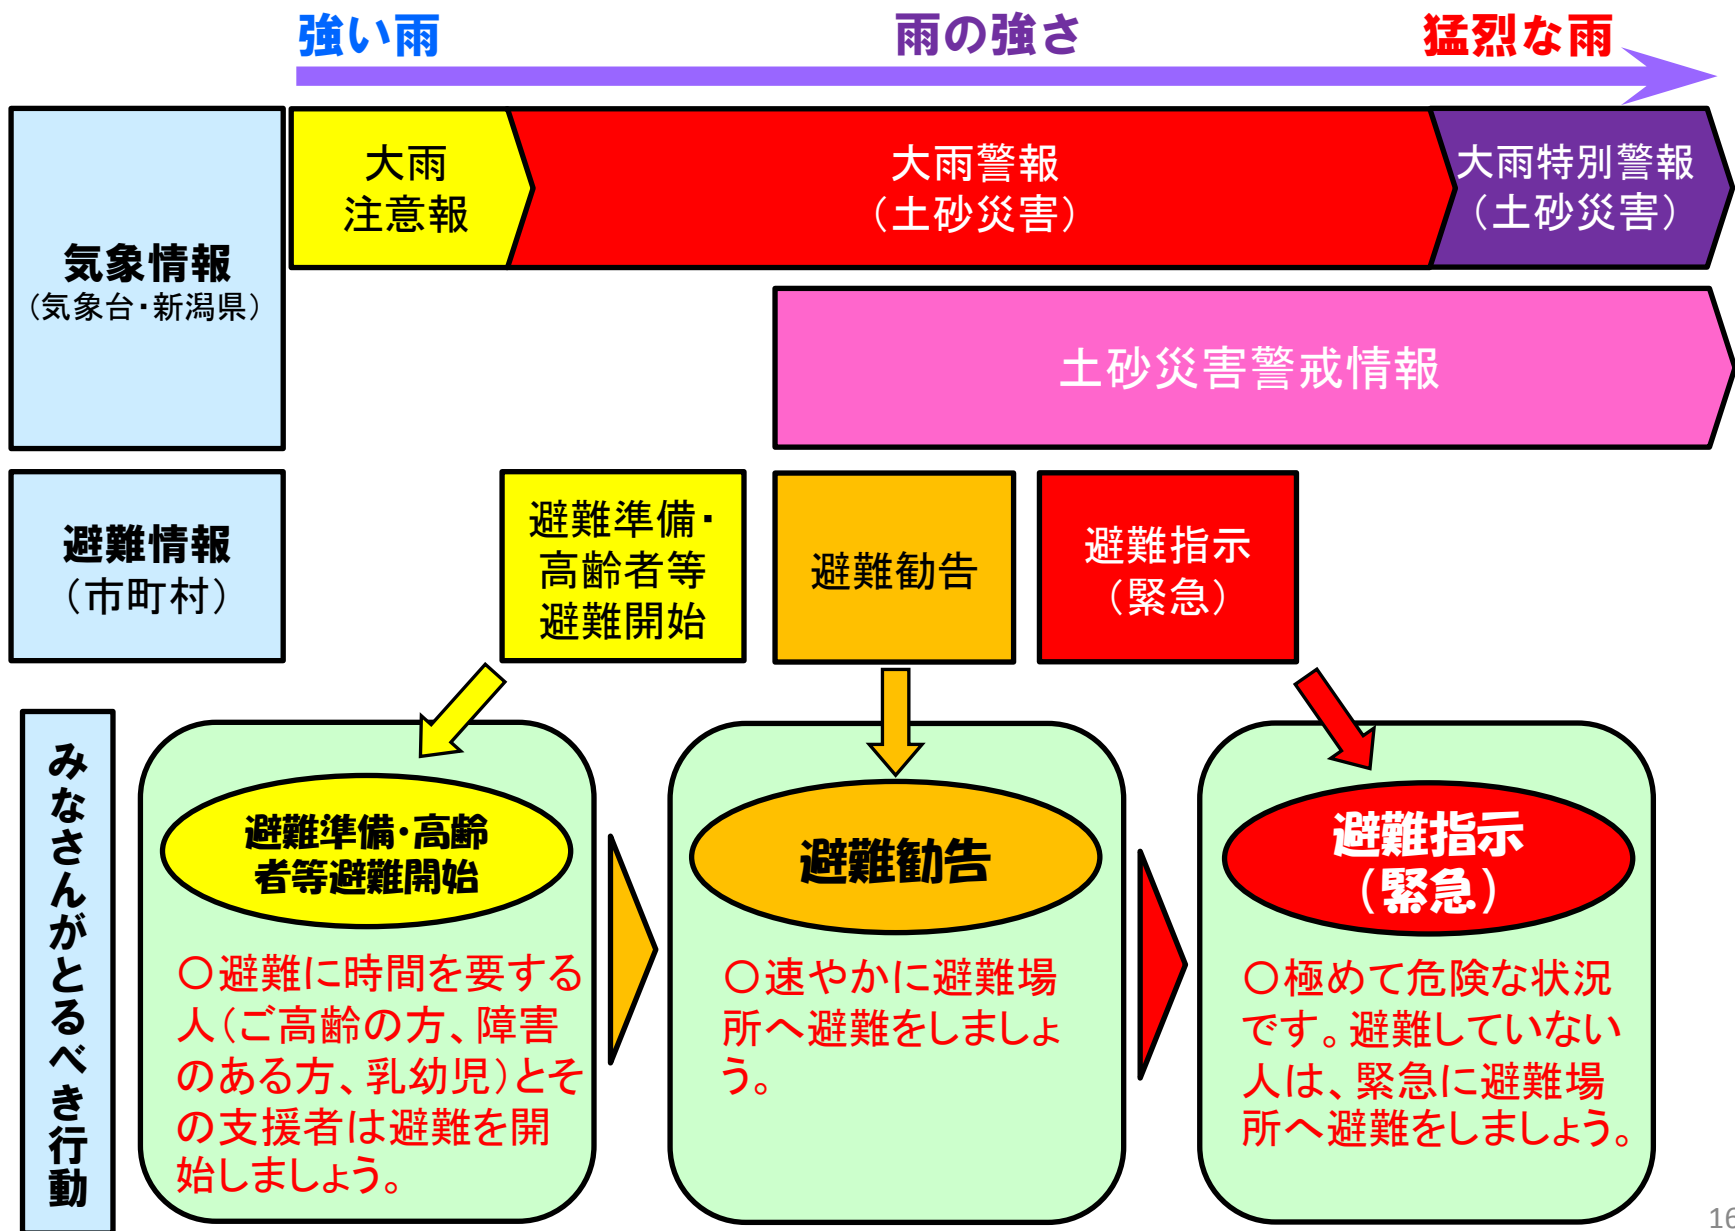 強い雨
雨の強さ
猛烈な雨
気象情報
（気象台・新潟県）
大雨
注意報
大雨警報
（土砂災害）
大雨特別警報
（土砂災害）
土砂災害警戒情報
避難情報
（市町村）
避難準備・
高齢者等
避難開始
避難勧告
避難指示
（緊急）
みなさんがとるべき行動
避難準備・高齢
者等避難開始
○避難に時間を要する
人（ご高齢の方、障害
のある方、乳幼児）とそ
の支援者は避難を開
始しましょう。
避難勧告
○速やかに避難場
所へ避難をしましょ
う。
避難指示
（緊急）
○極めて危険な状況
です。避難していない
人は、緊急に避難場
所へ避難をしましょう。
16